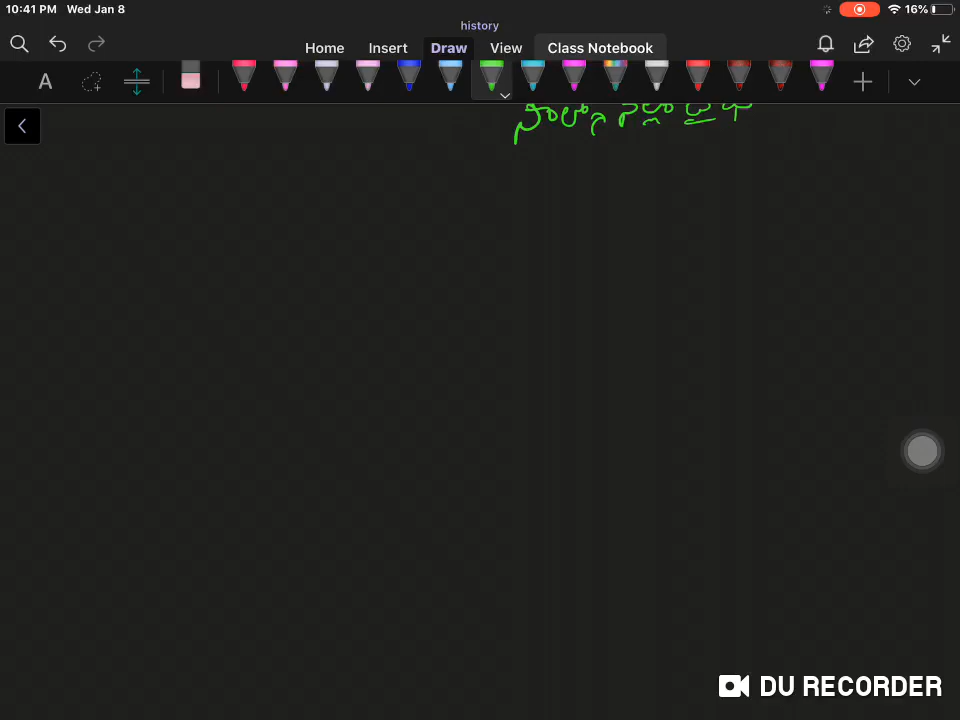 10:41 PM Wed Jan 8
16%
history
Home Insert Draw View Class Notebook
A
DU RECORDER